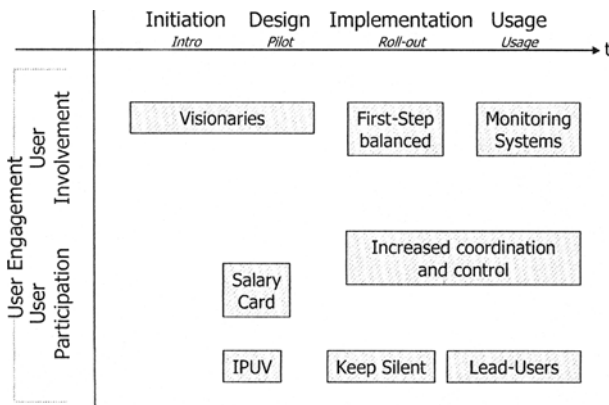 Initiation Design Implementation Usage
Intro Pilot Roll-out Usage
t
Visionaries
First-Step
balanced
Monitoring
Systems
User Engagement
User
Involvement
User
Participation
Increased coordination
and control
Salary
Card
IPUV
Keep Silent
Lead-Users